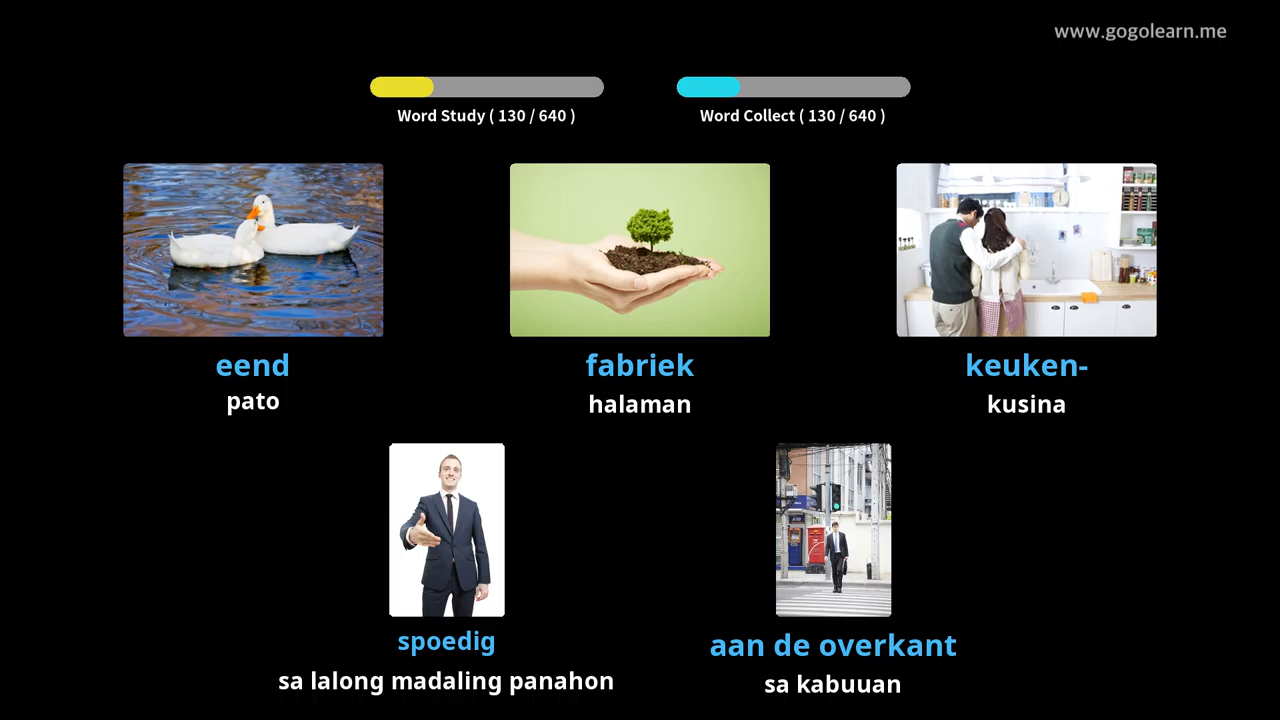 www.gogolearn.me
Word Study ( 130 / 640 )
Word Collect ( 130 / 640 )
eend
pato
fabriek
halaman
keuken-
kusina
spoedig
sa lalong madaling panahon
aan de overkant
sa kabuuan